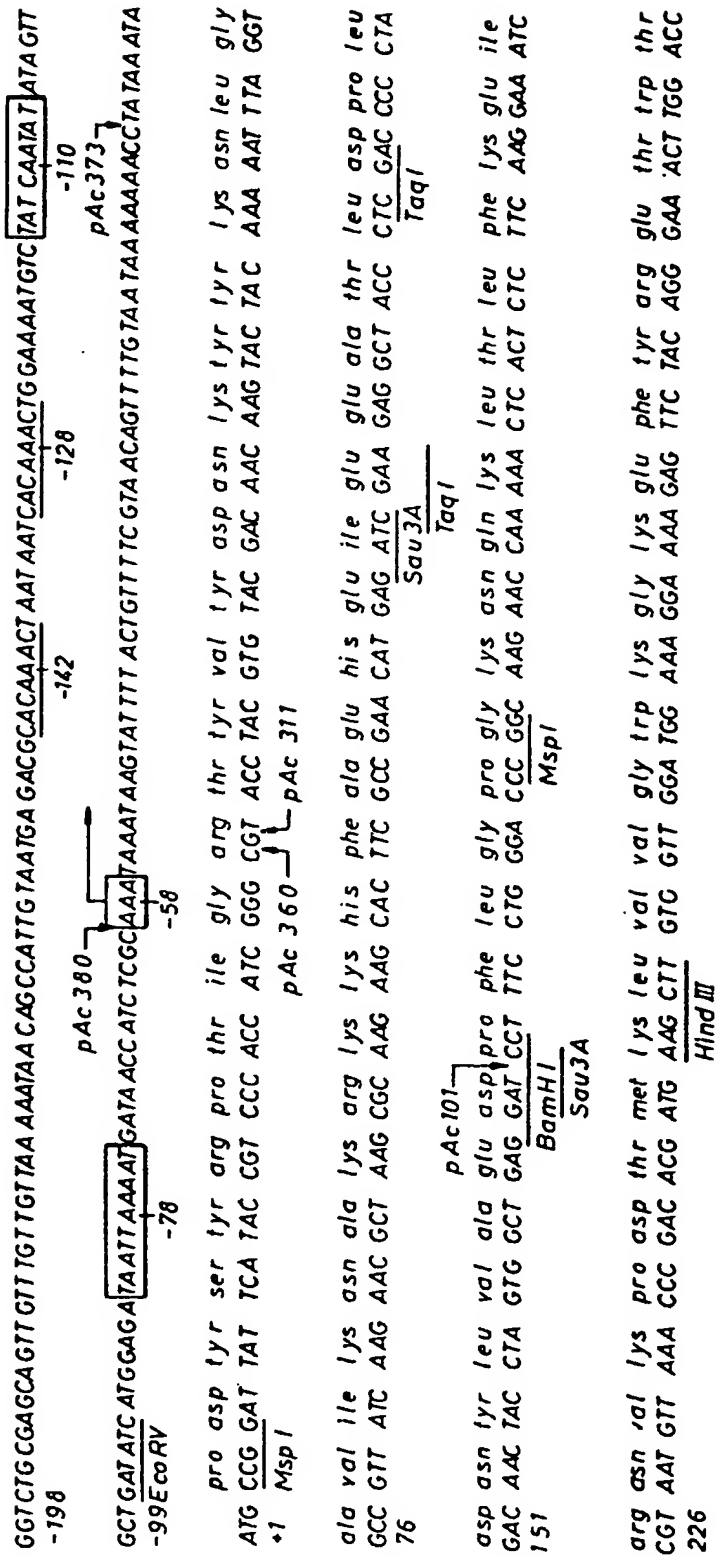 GGTCTGCGAGCAGTTGTTTGTTGTTAAAAATAACAGCCATTGTAATGAGACGCACAAACTAATAATCACAAACTGGAAAATGTCTATCAATATATAGTT
-198 -142 -128 -110
pAc380 pAc373
GCTGATATCATGGAGATAATTAAAATGATAACCATCTCGCAAATAAATAAGTATTTTACTGTTTTCGTAACAGTTTTGTAATAAAAAAACCTATAAATA
-99EcoRV -78 -58
pro asp tyr ser tyr arg pro thr ile gly arg thr tyr val tyr asp asn lys tyr tyr lys asn leu gly
ATG CCG GAT TAT TCA TAC CGT CCC ACC ATC GGG CGT ACC TAC GTG TAC GAC AAC AAG TAC TAC AAA AAT TTA GGT
+1 MspI pAc 360 pAc 311
ala val ile lys asn ala lys arg lys lys his phe ala glu his glu ile glu glu ala thr leu asp pro leu
GCC GTT ATC AAG AAC GCT AAG CGC AAG AAG CAC TTC GCC GAA CAT GAG ATC GAA GAG GCT ACC CTC GAC CCC CTA
76 Sau3A TaqI
TaqI
pAc101
asp asn tyr leu val ala glu asp pro phe leu gly pro gly lys asn gln lys leu thr leu phe lys glu ile
GAC AAC TAC CTA GTG GCT GAG GAT CCT TTC CTG GGA CCC GGC AAG AAC CAA AAA CTC ACT CTC TTC AAG GAA ATC
151 BamHI MspI
Sau3A
arg asn val lys pro asp thr met lys leu val val gly trp lys gly lys glu phe tyr arg glu thr trp thr
CGT AAT GTT AAA CCC GAC ACG ATG AAG CTT GTC GTT GGA TGG AAA GGA AAA GAG TTC TAC AGG GAA ACT TGG ACC
226 Hind III